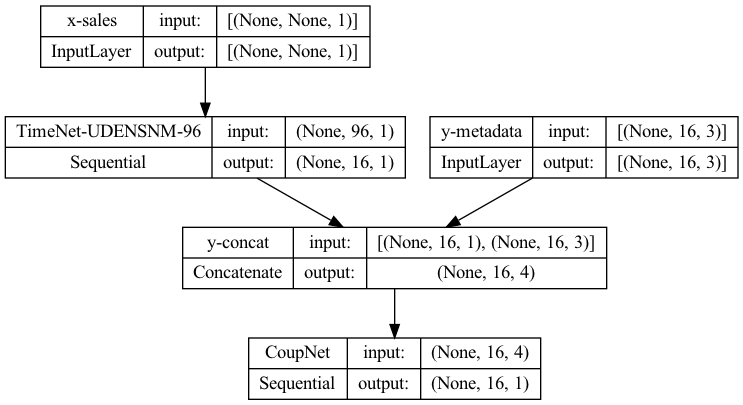 x-sales input: [(None, None, 1)]
InputLayer output: [(None, None, 1)]
TimeNet-UDENSNM-96 input: (None, 96, 1)
Sequential output: (None, 16, 1)
y-metadata input: [(None, 16, 3)]
InputLayer output: [(None, 16, 3)]
y-concat input: [(None, 16, 1), (None, 16, 3)]
Concatenate output: (None, 16, 4)
CoupNet input: (None, 16, 4)
Sequential output: (None, 16, 1)